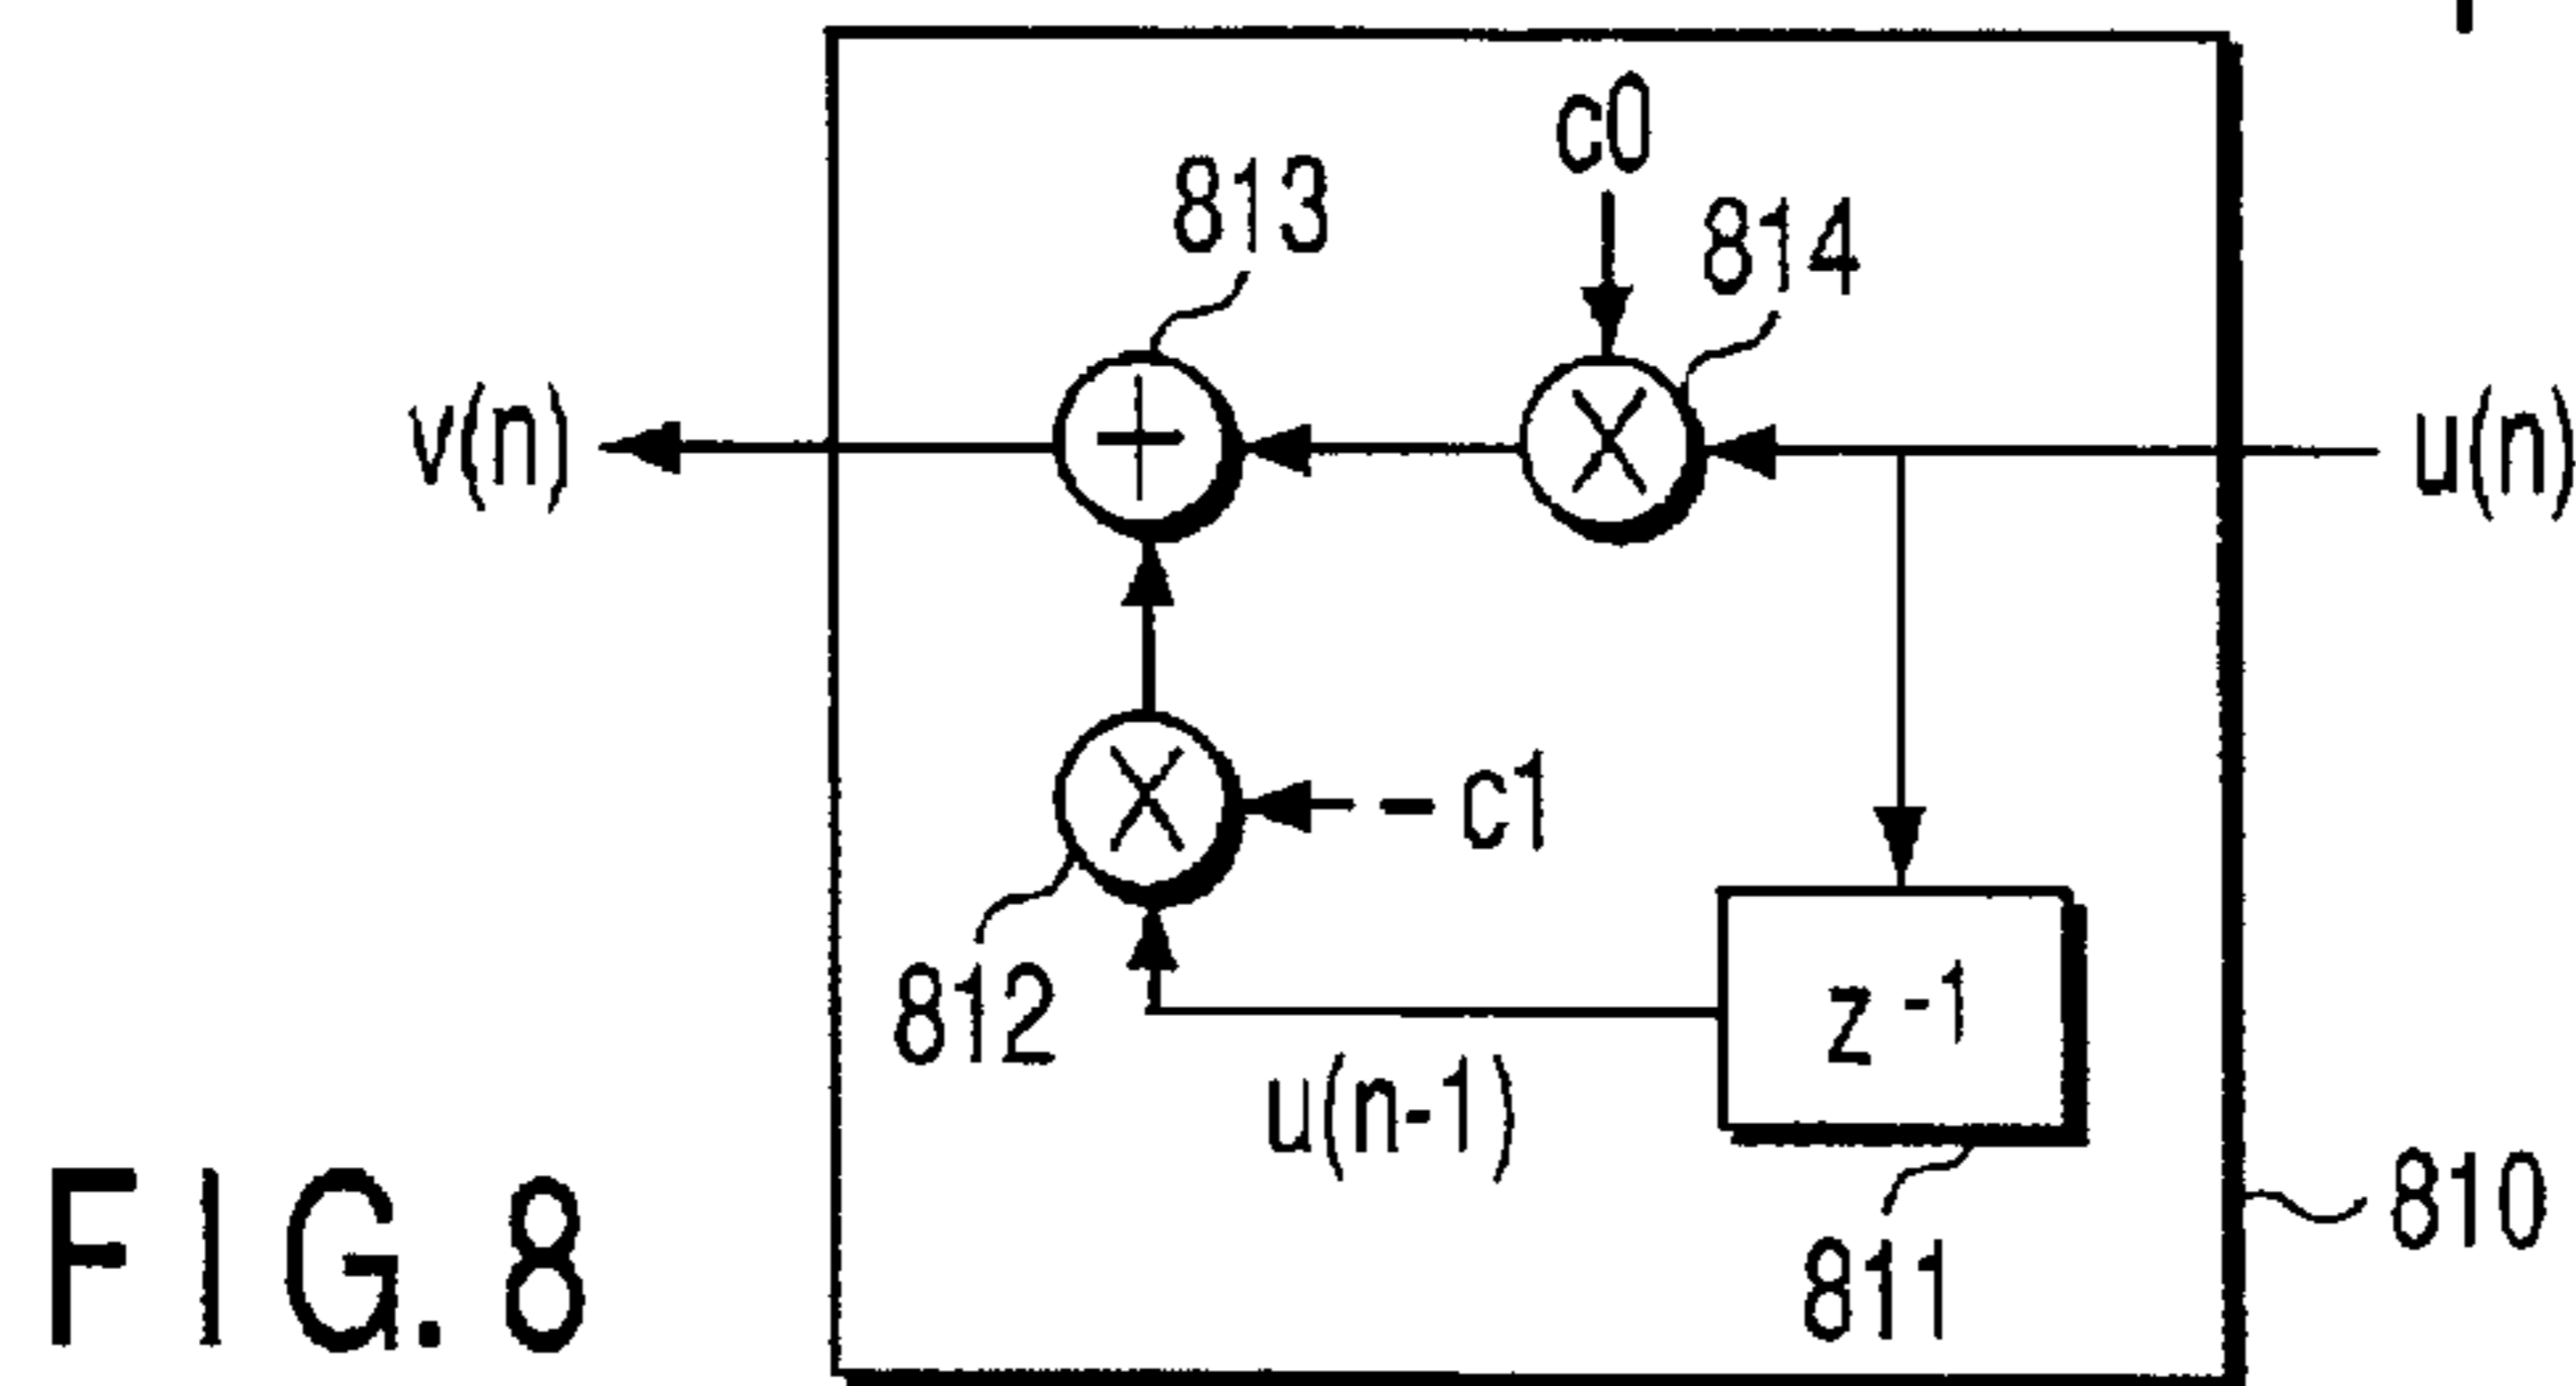 c0
813
814
v(n)
+
X
u(n)
X
- c1
812
z -1
u(n-1)
810
811
FIG. 8